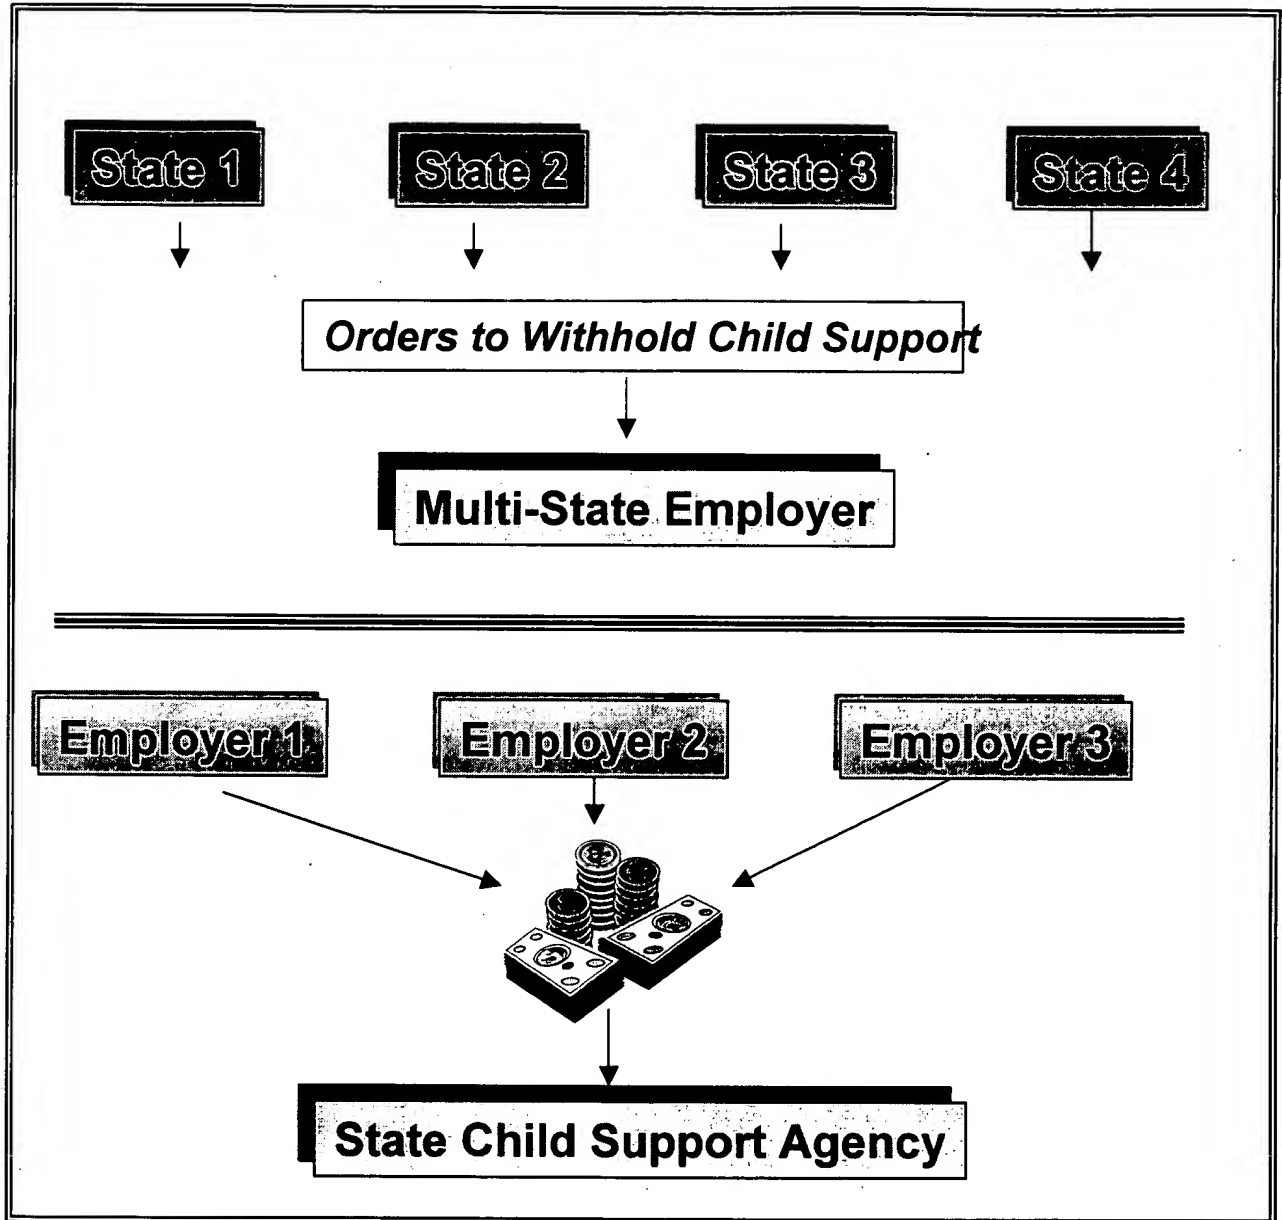 State 1 State 2 State 3 State 4
Orders to Withhold Child Support
Multi-State Employer
Employer 1 Employer 2 Employer 3
State Child Support Agency